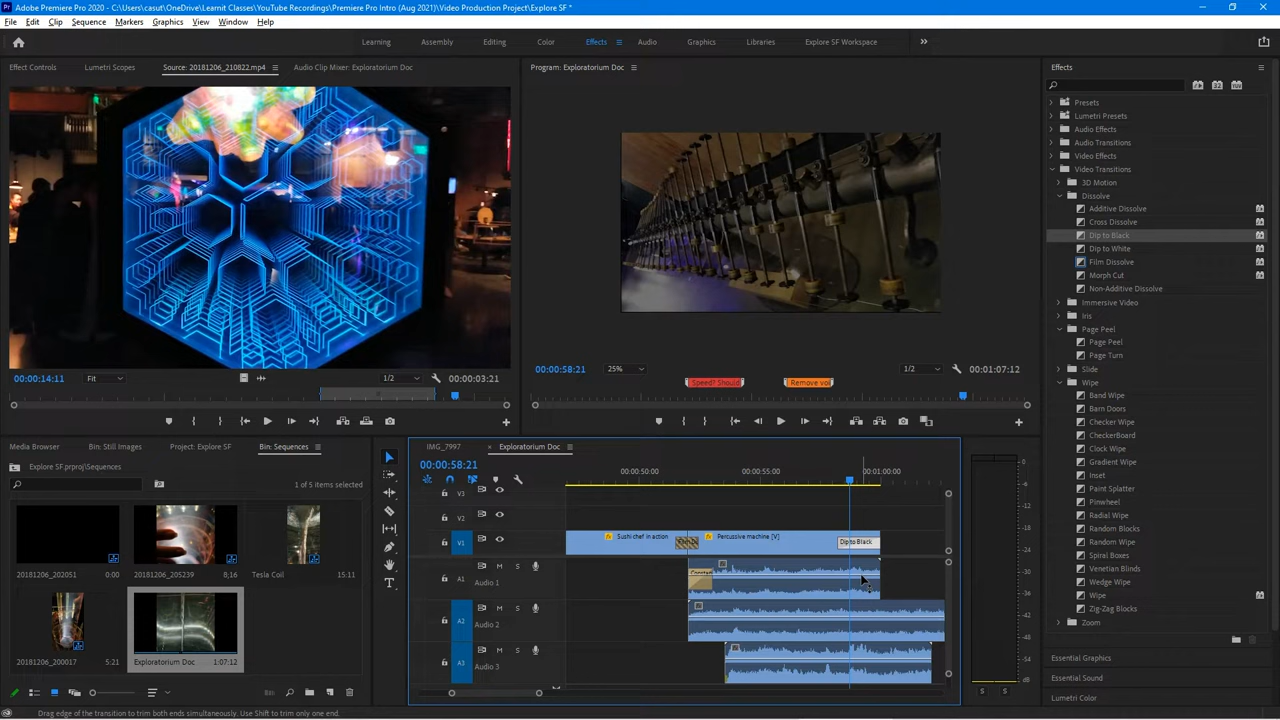 Adobe Premiere Pro 2020 - C:\Users\casut\OneDrive\Learnit Classes\YouTube Recordings\Premiere Pro Intro (Aug 2021)\Video Production Project\Explore SF *
File Edit Clip Sequence Markers Graphics View Window Help
Learning Assembly Editing Color Effects Audio Graphics Libraries Explore SF Workspace
Effect Controls Lumetri Scopes Source: 20181206_210822.mp4 Audio Clip Mixer: Exploratorium Doc
00:00:14:11 Fit 1/2 00:00:03:21
Program: Exploratorium Doc
00:00:58:21 25% 1/2 00:01:07:12
Speed? Should Remove voi
Effects
Presets
Lumetri Presets
Audio Effects
Audio Transitions
Video Effects
Video Transitions
3D Motion
Dissolve
Additive Dissolve
Cross Dissolve
Dip to Black
Dip to White
Film Dissolve
Morph Cut
Non-Additive Dissolve
Immersive Video
Iris
Page Peel
Page Peel
Page Turn
Slide
Wipe
Band Wipe
Barn Doors
Checker Wipe
CheckerBoard
Clock Wipe
Gradient Wipe
Inset
Paint Splatter
Pinwheel
Radial Wipe
Random Blocks
Random Wipe
Spiral Boxes
Venetian Blinds
Wedge Wipe
Wipe
Zig-Zag Blocks
Zoom
Essential Graphics
Essential Sound
Lumetri Color
Media Browser Bin: Still Images Project: Explore SF Bin: Sequences
Explore SF.prproj\Sequences
1 of 5 items selected
20181206_202051 0:00
20181206_205239 8;16
Tesla Coil 15:11
20181206_200017 5:21
Exploratorium Doc 1:07:12
IMG_7997 Exploratorium Doc
00:00:58:21
00:00:50:00 00:00:55:00 00:01:00:00
V3
V2
V1 Sushi chef in action Percussive machine [V] Dip to Black
A1 M S Audio 1
A2 M S Audio 2
A3 M S Audio 3
0
-6
-12
-18
-24
-30
-36
-42
-48
-54
dB
S S
Drag edge of the transition to trim both ends simultaneously. Use Shift to trim only one end.